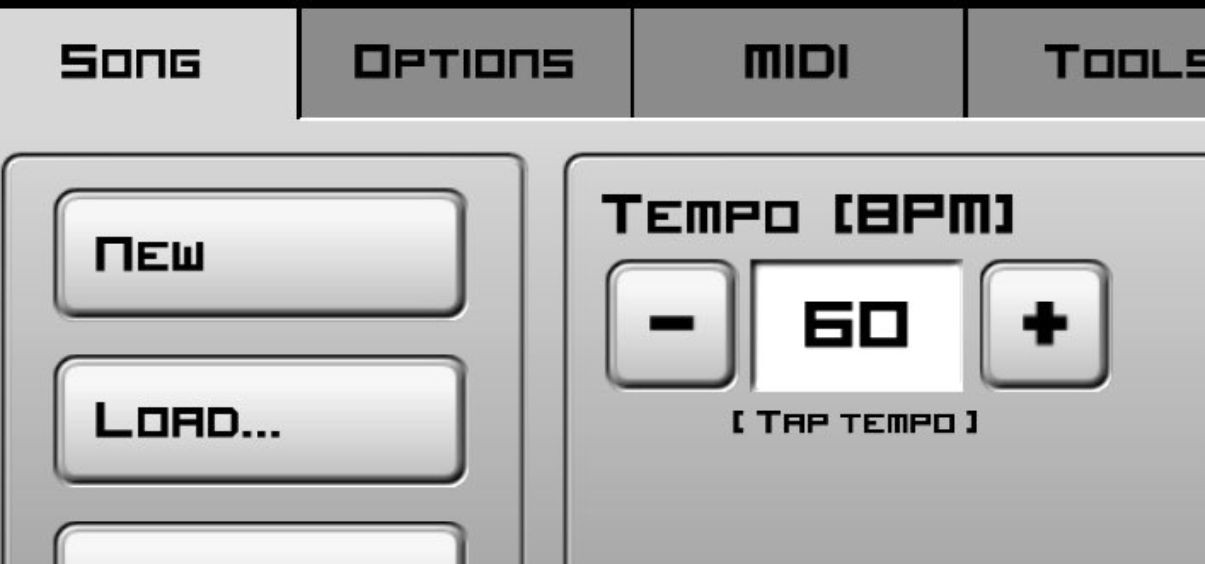 Song Options MIDI Tools
New
Load...
Tempo [BPM]
- 60 +
[ Tap tempo ]